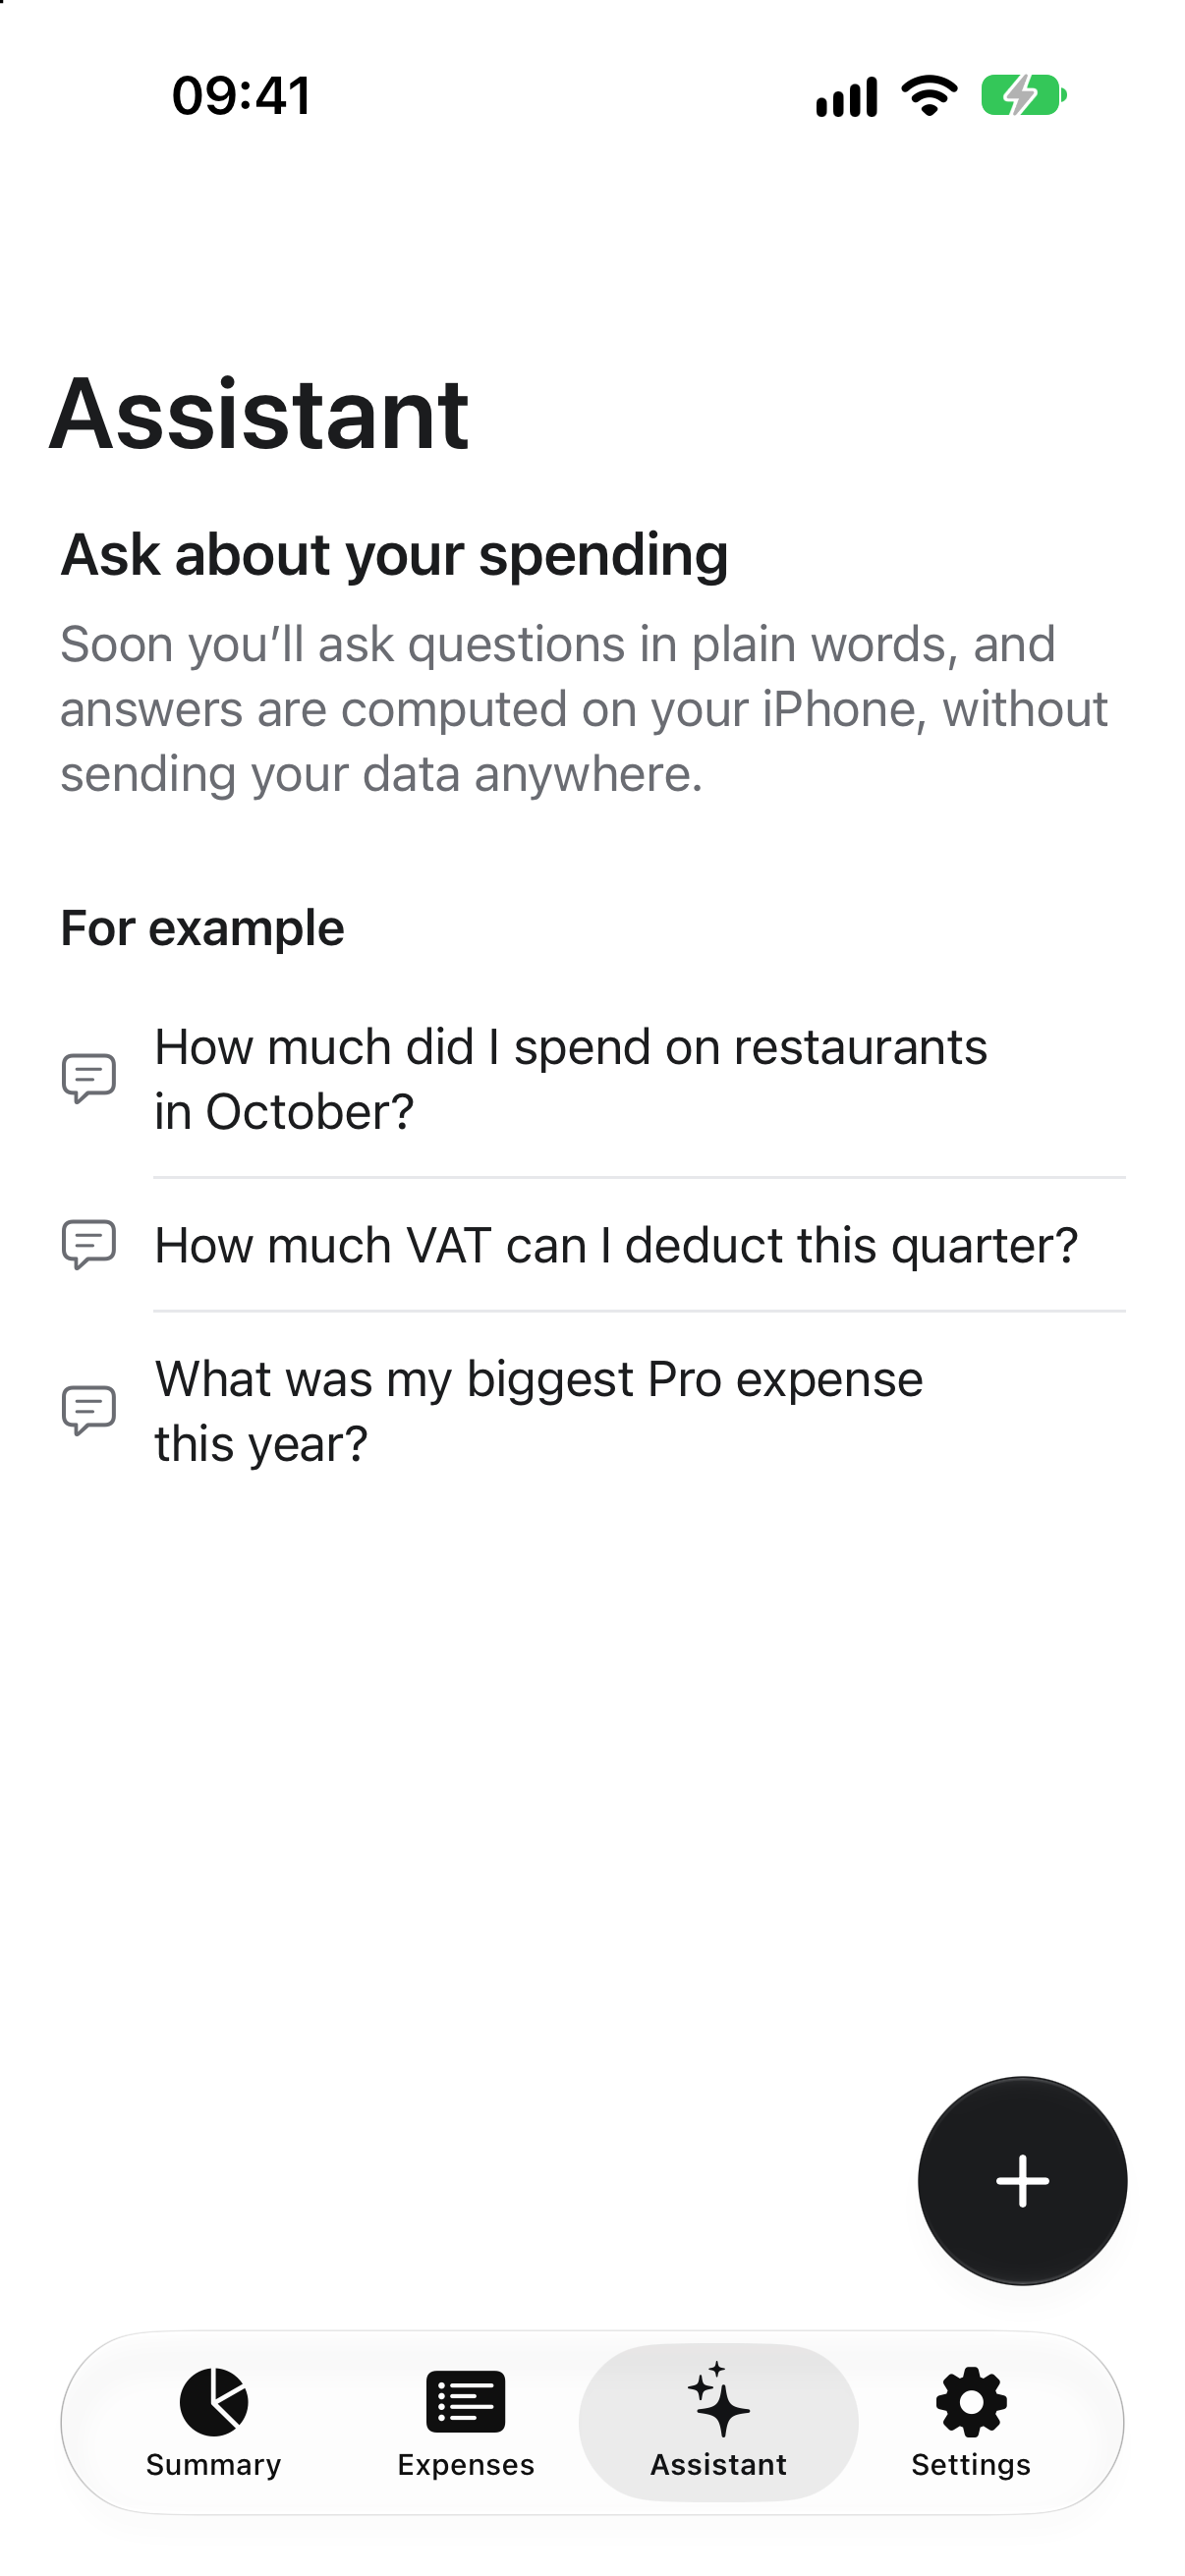 09:41
Assistant
Ask about your spending
Soon you’ll ask questions in plain words, and
answers are computed on your iPhone, without
sending your data anywhere.
For example
How much did I spend on restaurants
in October?
How much VAT can I deduct this quarter?
What was my biggest Pro expense
this year?
Summary
Expenses
Assistant
Settings